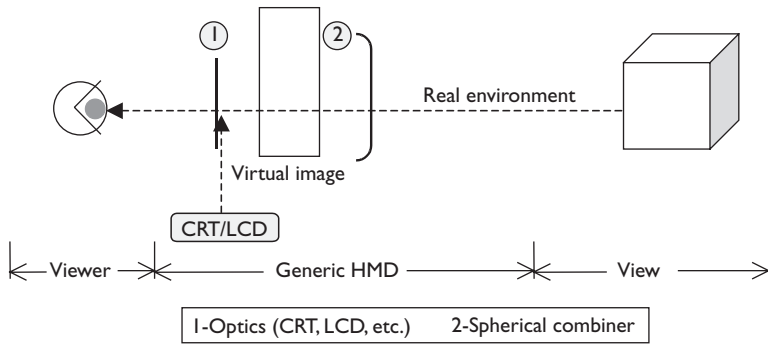 1
2
Real environment
Virtual image
CRT/LCD
Viewer
Generic HMD
View
1-Optics (CRT, LCD, etc.) 2-Spherical combiner